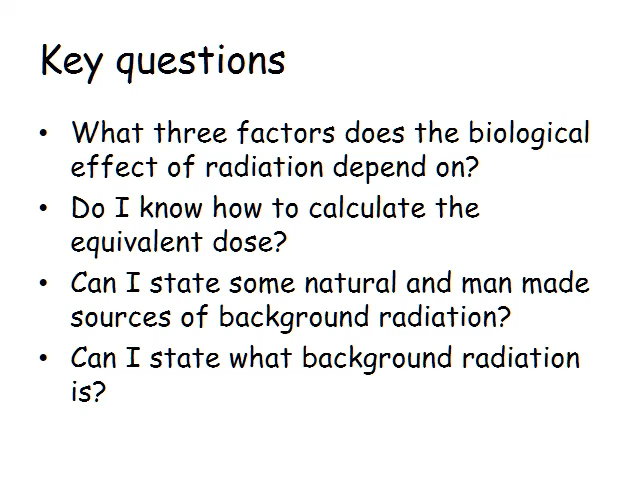 Key questions
• What three factors does the biological
effect of radiation depend on?
• Do I know how to calculate the
equivalent dose?
• Can I state some natural and man made
sources of background radiation?
• Can I state what background radiation
is?